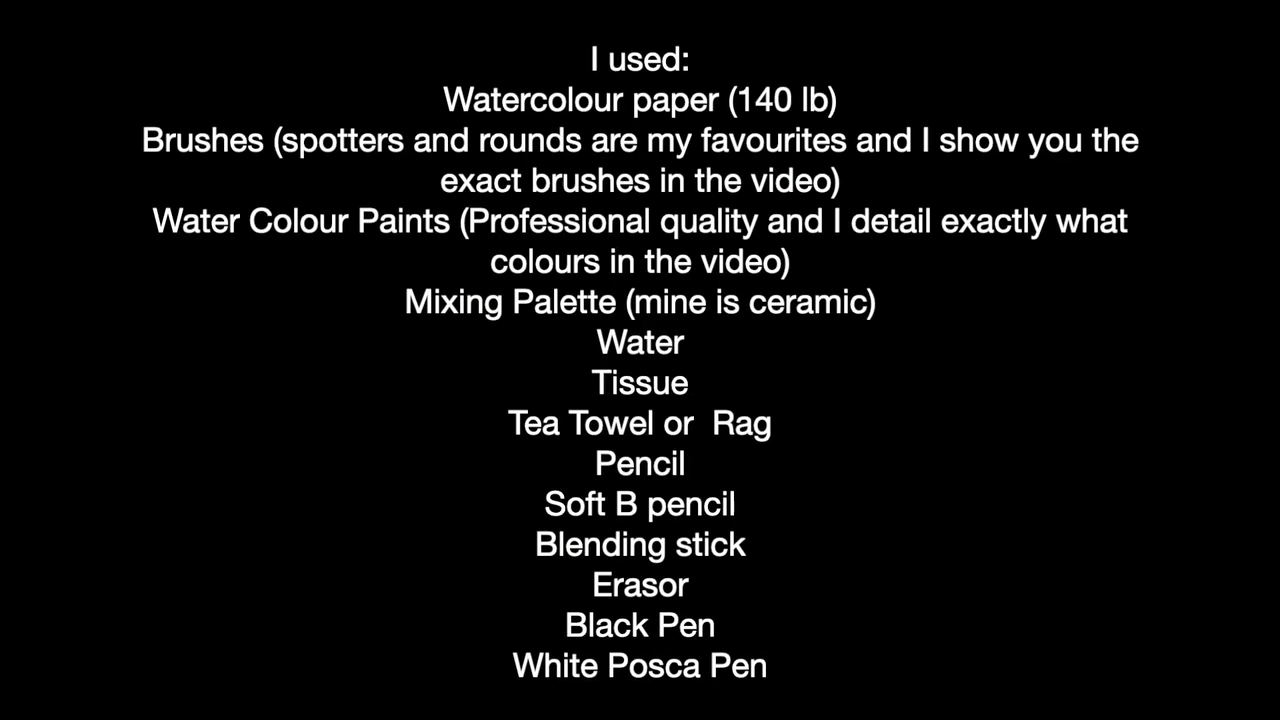 I used:
Watercolour paper (140 lb)
Brushes (spotters and rounds are my favourites and I show you the
exact brushes in the video)
Water Colour Paints (Professional quality and I detail exactly what
colours in the video)
Mixing Palette (mine is ceramic)
Water
Tissue
Tea Towel or  Rag
Pencil
Soft B pencil
Blending stick
Erasor
Black Pen
White Posca Pen